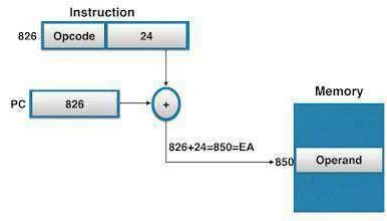 Instruction
826 Opcode 24
PC 826 +
Memory
826+24=850=EA
850 Operand